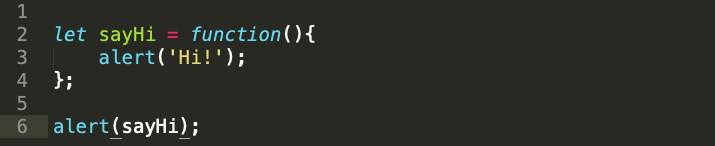 1
2 let sayHi = function(){
3     alert('Hi!');
4 };
5
6 alert(sayHi);